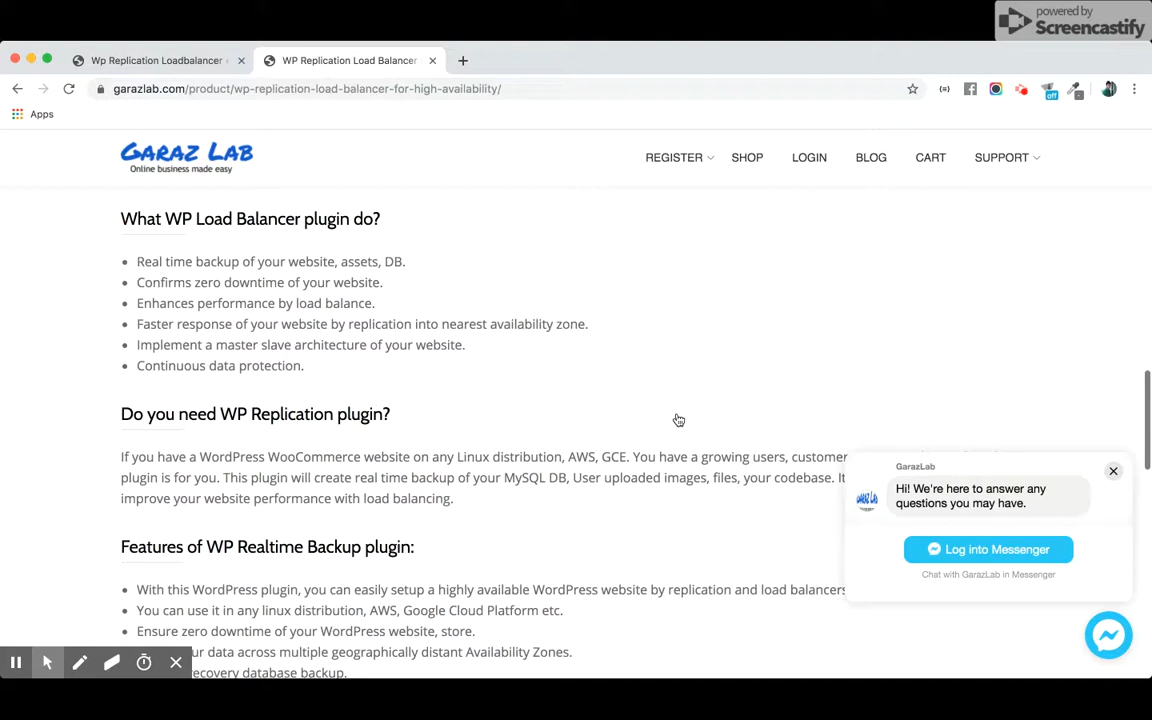 powered by
Screencastify
Wp Replication Loadbalancer
WP Replication Load Balancer
garazlab.com/product/wp-replication-load-balancer-for-high-availability/
off
Apps
GARAZ LAB
Online business made easy
REGISTER
SHOP
LOGIN
BLOG
CART
SUPPORT
What WP Load Balancer plugin do?
Real time backup of your website, assets, DB.
Confirms zero downtime of your website.
Enhances performance by load balance.
Faster response of your website by replication into nearest availability zone.
Implement a master slave architecture of your website.
Continuous data protection.
Do you need WP Replication plugin?
If you have a WordPress WooCommerce website on any Linux distribution, AWS, GCE. You have a growing users, customer
plugin is for you. This plugin will create real time backup of your MySQL DB, User uploaded images, files, your codebase. It
improve your website performance with load balancing.
GarazLab
Hi! We're here to answer any
questions you may have.
Log into Messenger
Chat with GarazLab in Messenger
Features of WP Realtime Backup plugin:
With this WordPress plugin, you can easily setup a highly available WordPress website by replication and load balancers
You can use it in any linux distribution, AWS, Google Cloud Platform etc.
Ensure zero downtime of your WordPress website, store.
ur data across multiple geographically distant Availability Zones.
recovery database backup.